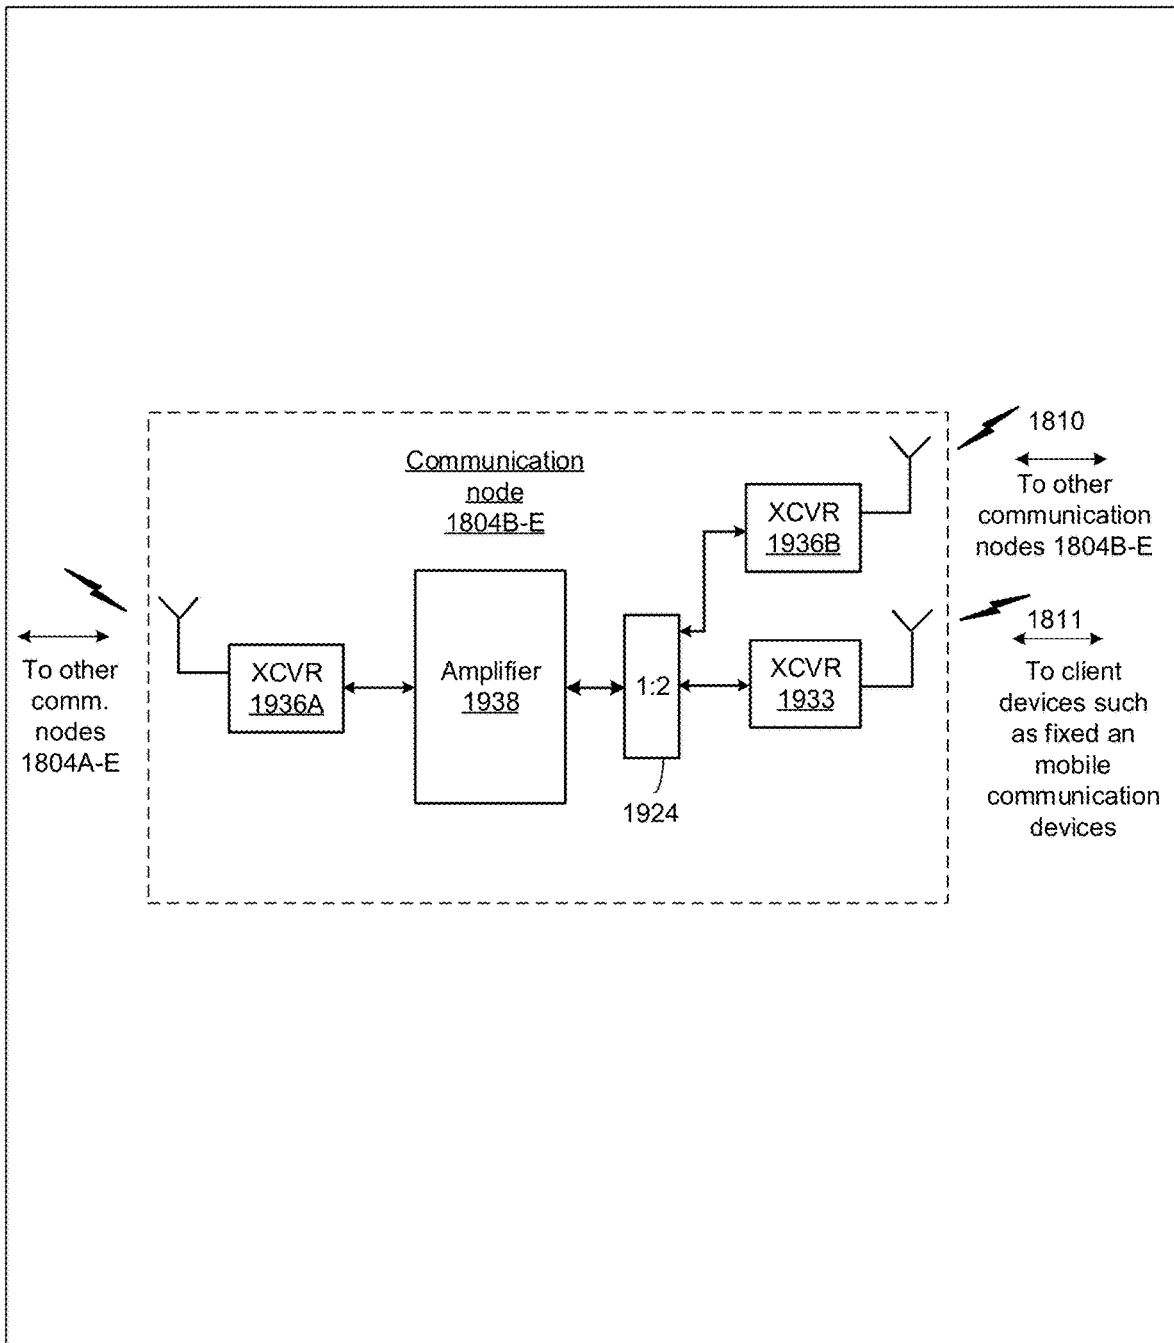 Communication
node
1804B-E
To other
comm.
nodes
1804A-E
XCVR
1936A
Amplifier
1938
1:2
1924
XCVR
1936B
XCVR
1933
1810
To other
communication
nodes 1804B-E
1811
To client
devices such
as fixed an
mobile
communication
devices